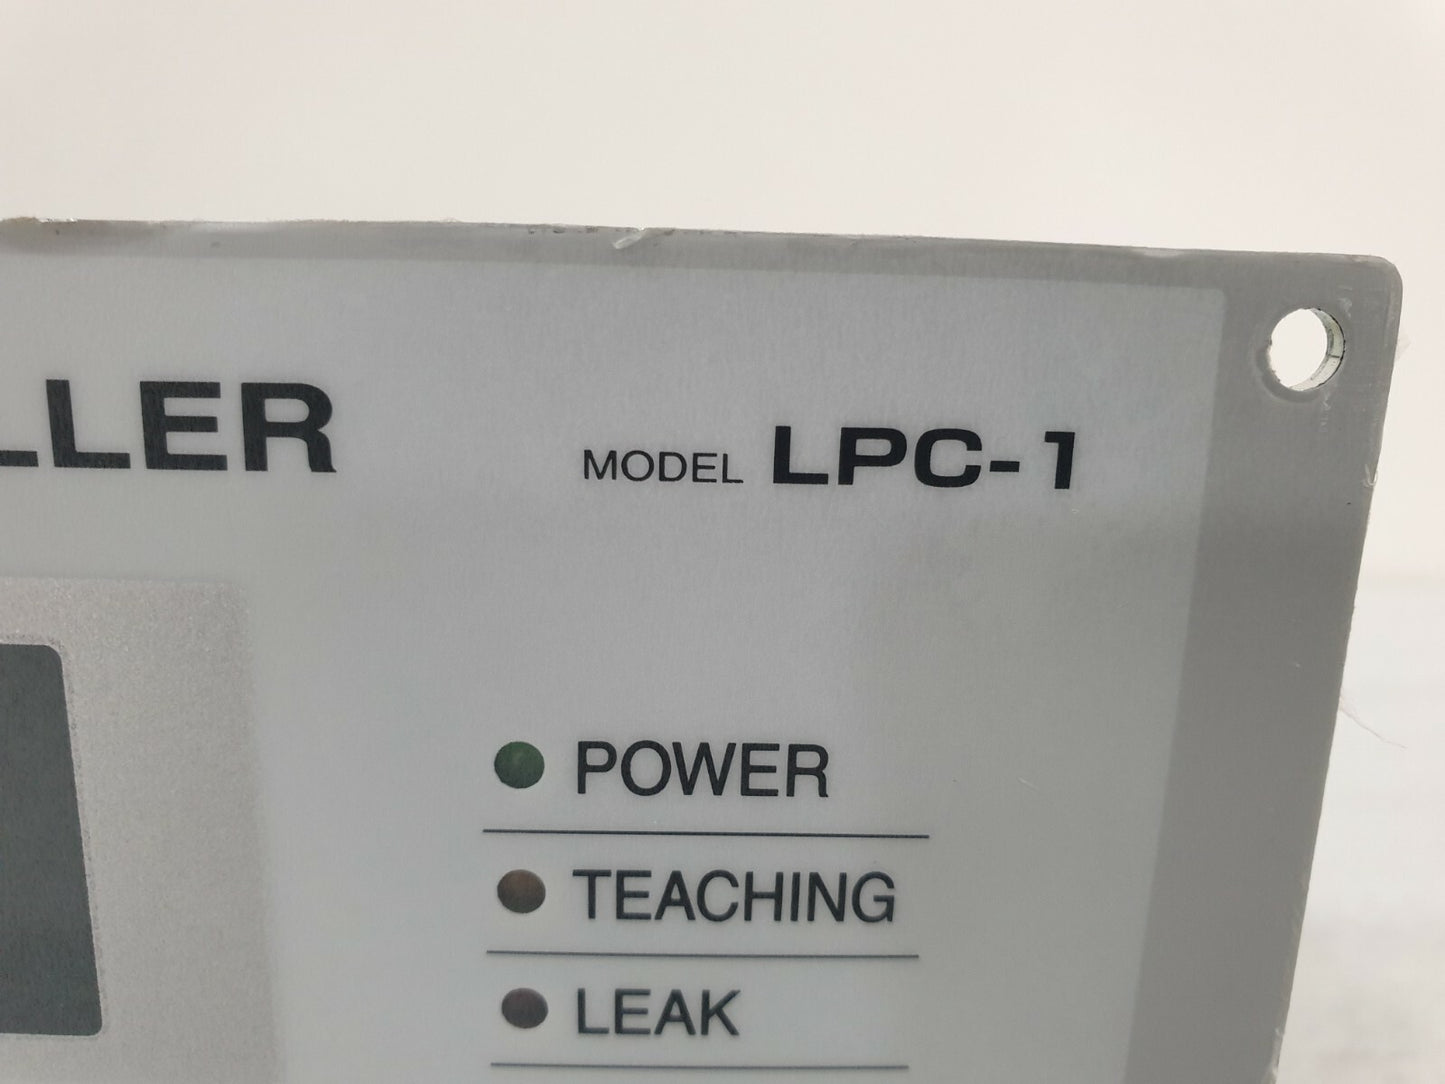 LLER MODEL LPC-1
POWER
TEACHING
LEAK